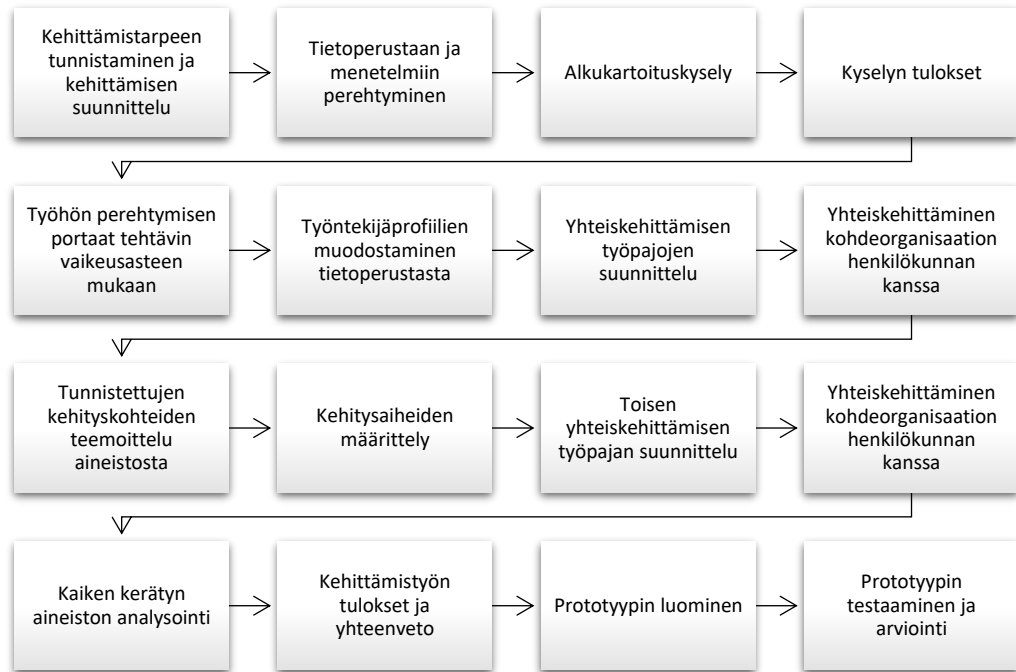 Kehittämistarpeen
tunnistaminen ja
kehittämisen
suunnittelu
Tietoperustaan ja
menetelmiin
perehtyminen
Alkukartoituskysely
Kyselyn tulokset
Työhön perehtymisen
portaat tehtävin
vaikeusasteen
mukaan
Työntekijäprofiilien
muodostaminen
tietoperustasta
Yhteiskehittämisen
työpajojen
suunnittelu
Yhteiskehittäminen
kohdeorganisaation
henkilökunnan
kanssa
Tunnistettujen
kehityskohteiden
teemoittelu
aineistosta
Kehitysaiheiden
määrittely
Toisen
yhteiskehittämisen
työpajan suunnittelu
Yhteiskehittäminen
kohdeorganisaation
henkilökunnan
kanssa
Kaiken kerätyn
aineiston analysointi
Kehittämistyön
tulokset ja
yhteenveto
Prototyypin luominen
Prototyypin
testaaminen ja
arviointi